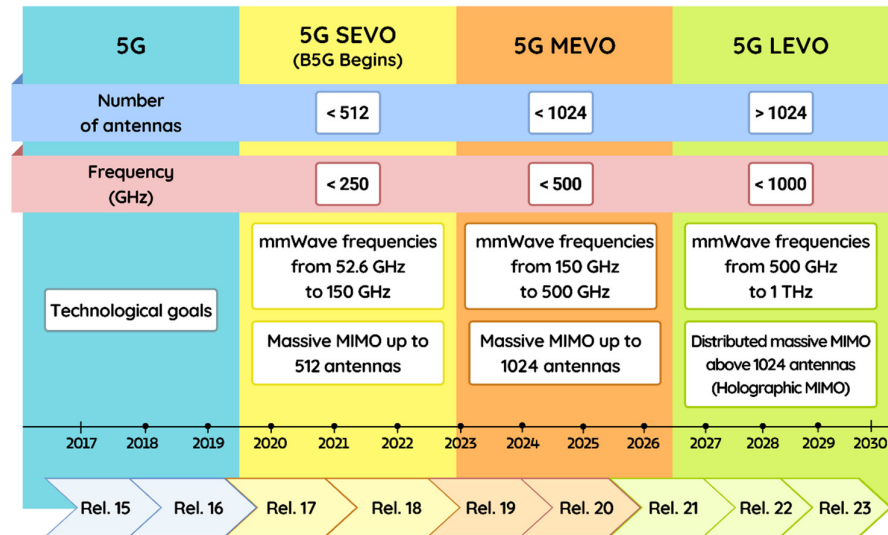 5G
5G SEVO
(B5G Begins)
5G MEVO
5G LEVO
Number
of antennas
< 512
< 1024
> 1024
Frequency
(GHz)
< 250
< 500
< 1000
Technological goals
mmWave frequencies
from 52.6 GHz
to 150 GHz
mmWave frequencies
from 150 GHz
to 500 GHz
mmWave frequencies
from 500 GHz
to 1 THz
Massive MIMO up to
512 antennas
Massive MIMO up to
1024 antennas
Distributed massive MIMO
above 1024 antennas
(Holographic MIMO)
2017 2018 2019 2020 2021 2022 2023 2024 2025 2026 2027 2028 2029 2030
Rel. 15 Rel. 16 Rel. 17 Rel. 18 Rel. 19 Rel. 20 Rel. 21 Rel. 22 Rel. 23